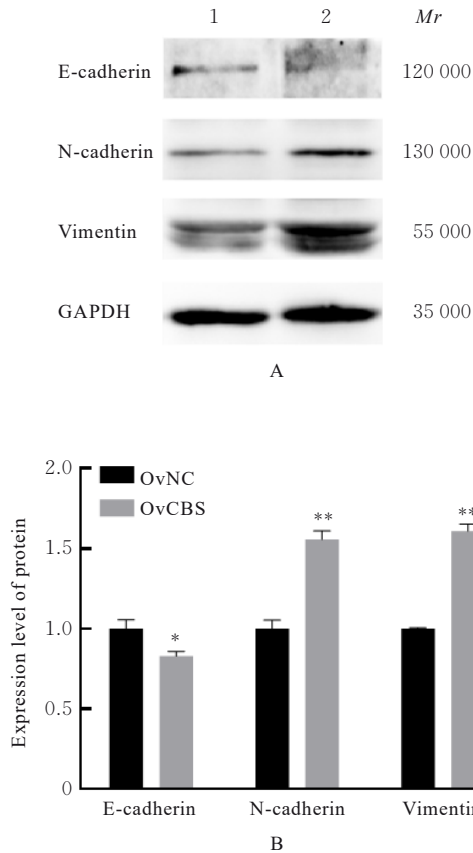 1 2 Mr
E-cadherin 120 000
N-cadherin 130 000
Vimentin 55 000
GAPDH 35 000
A
2.0
OvNC
OvCBS
** **
1.5
1.0
*
0.5
0
Expression level of protein
E-cadherin N-cadherin Vimentin
B